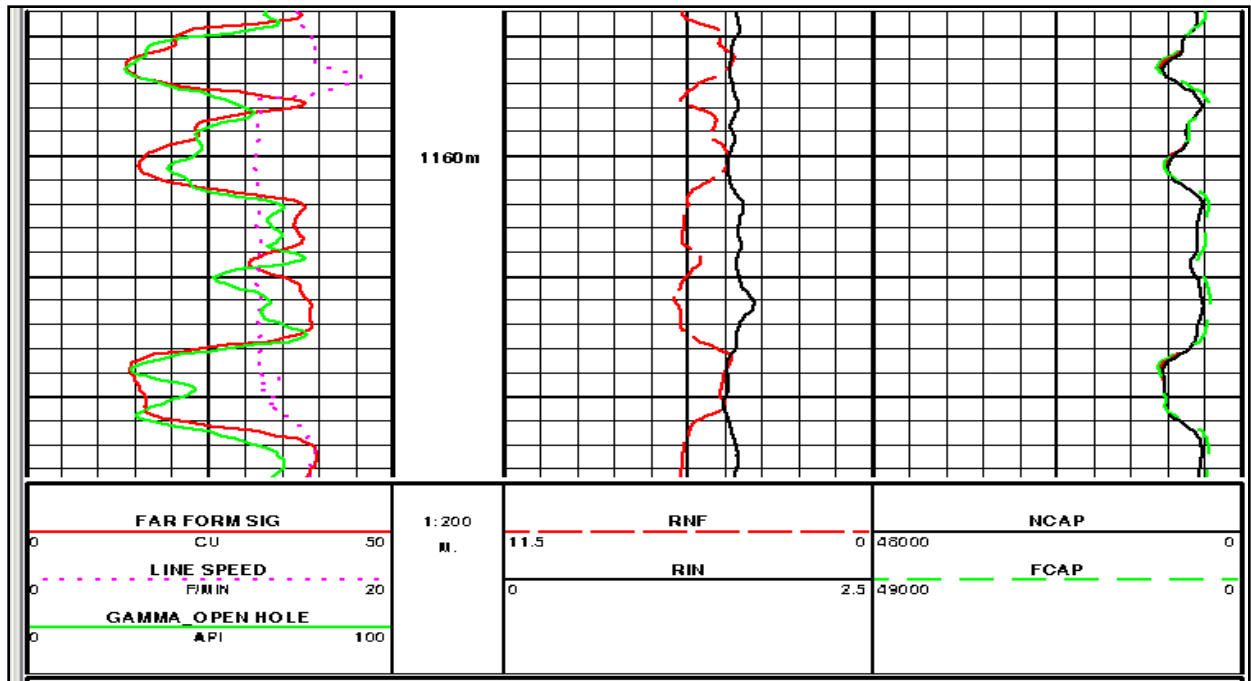 1160m
FAR FORM SIG
0 CU 50
LINE SPEED
0 F/MIN 20
GAMMA_OPEN HOLE
0 API 100
1:200
M.
RNF
11.5 0
RIN
0 2.5
NCAP
48000 0
FCAP
49000 0